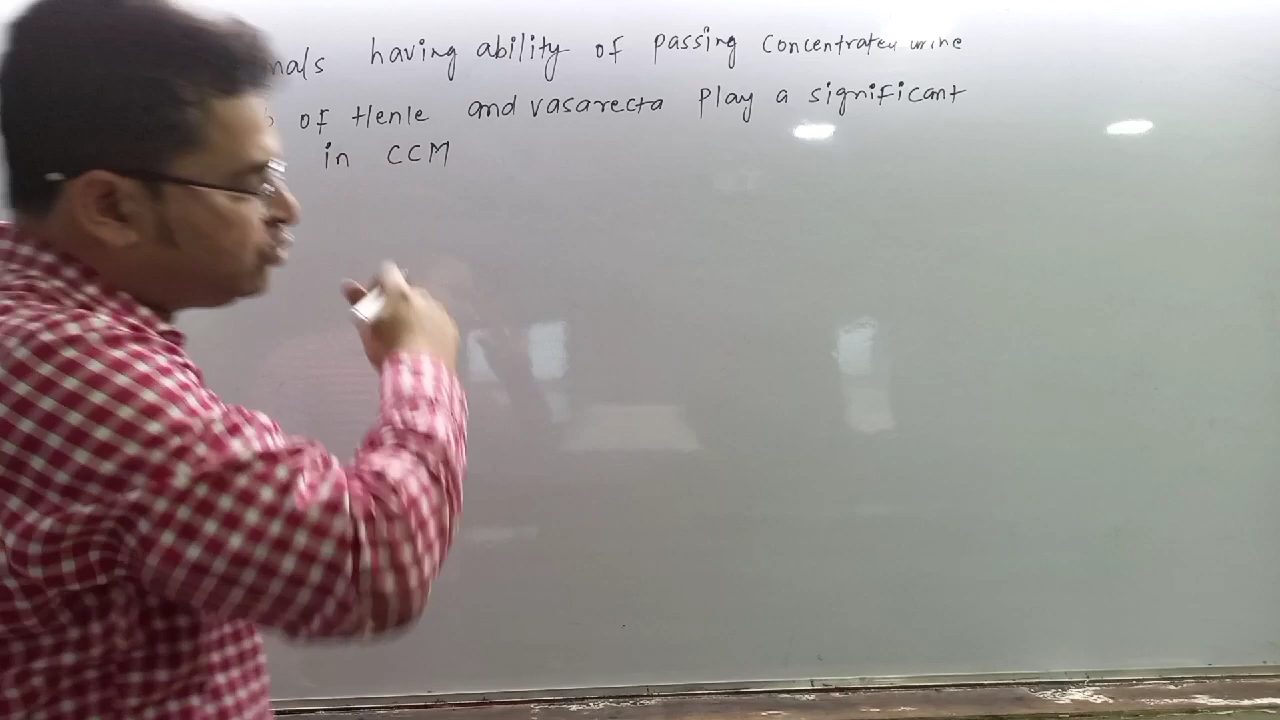 nals having ability of passing concentrated urine
of Henle and vasarecta play a significant
in CCM